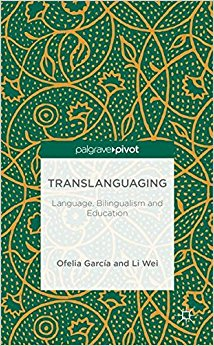 palgrave▸pivot
TRANSLANGUAGING
Language, Bilingualism and
Education
Ofelia García and Li Wei